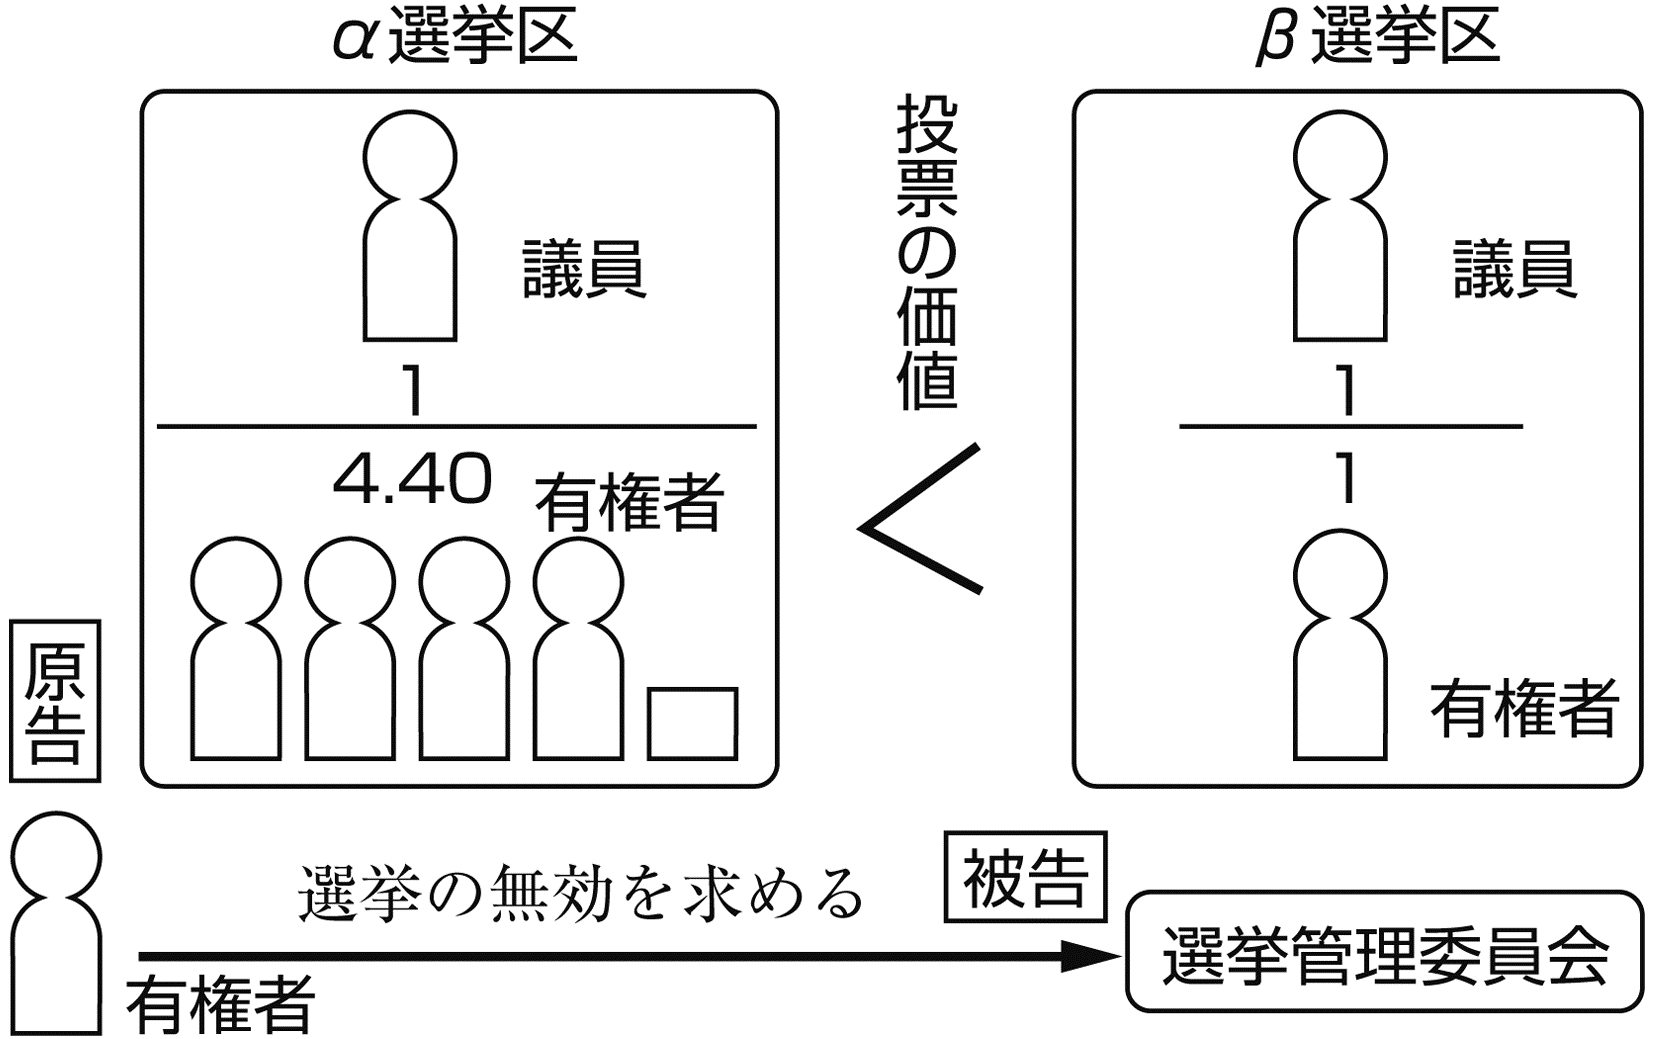 α選挙区
議員
1
4.40
有権者
投票の価値
β選挙区
議員
1
1
有権者
原告
有権者
選挙の無効を求める
被告
選挙管理委員会